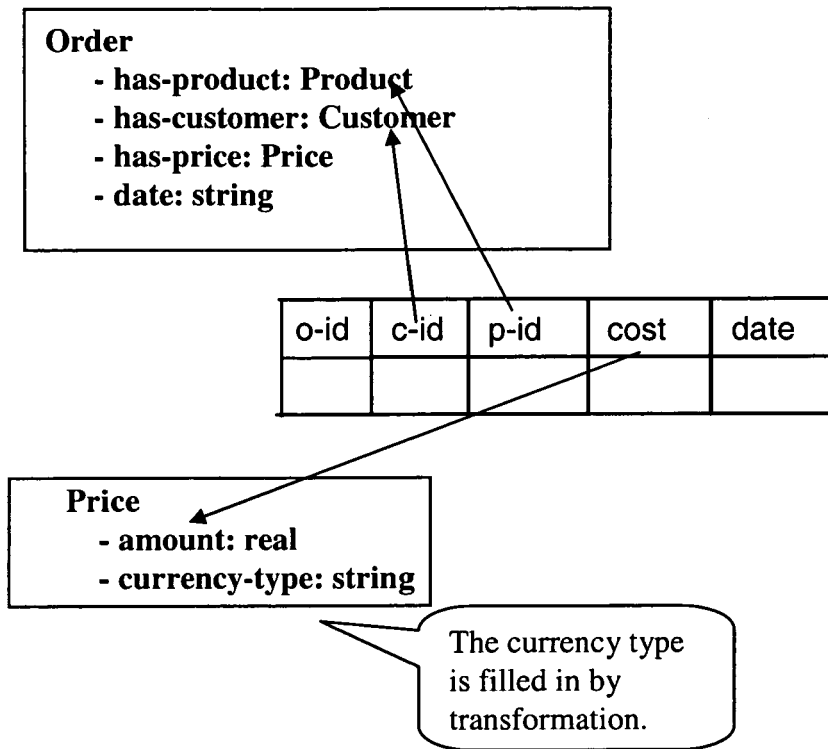 Order
- has-product: Product
- has-customer: Customer
- has-price: Price
- date: string
o-id c-id p-id cost date
Price
- amount: real
- currency-type: string
The currency type
is filled in by
transformation.